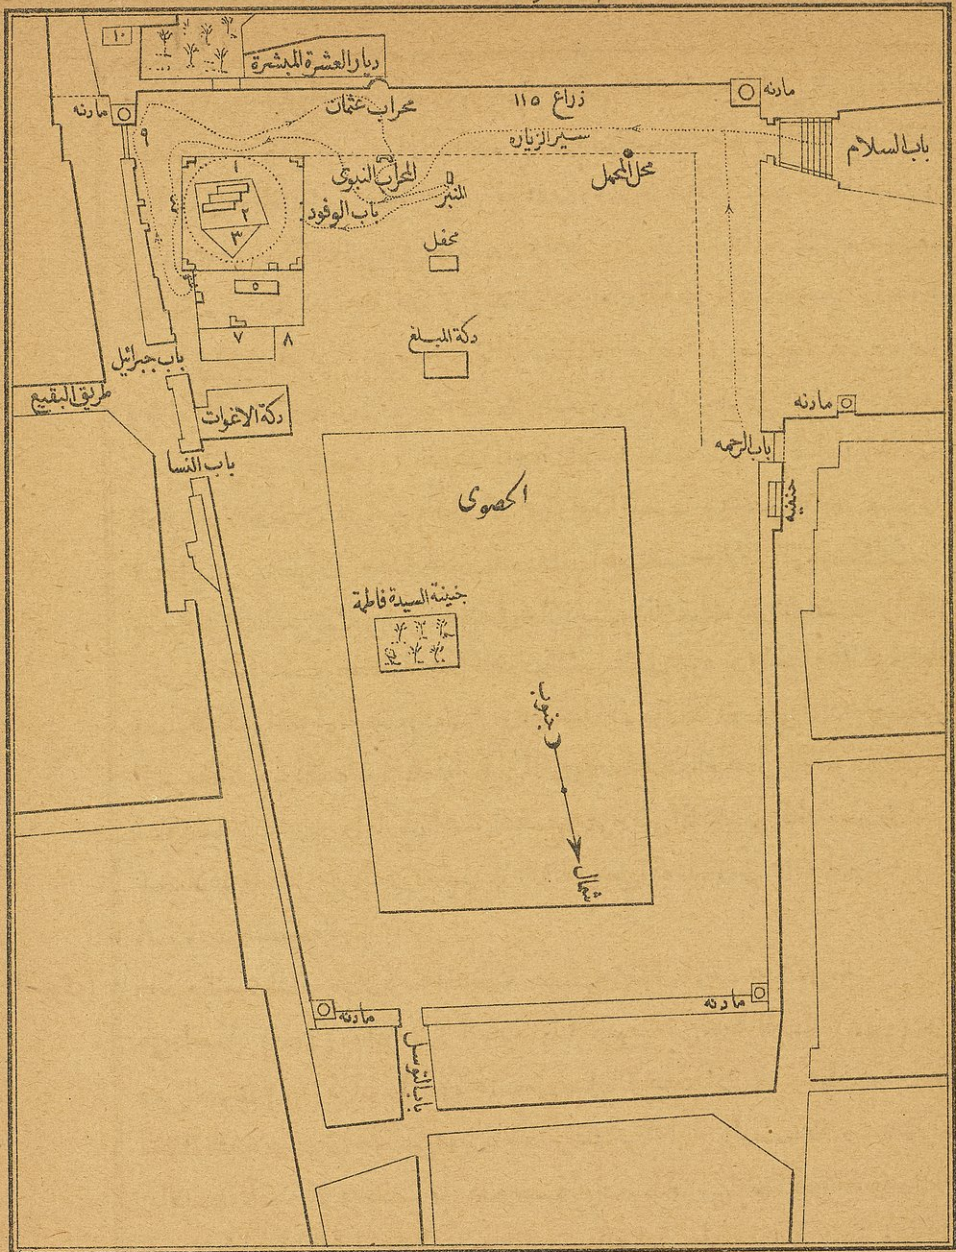 ١٠
ديار العشرة المبشرة
مادنه
ذراع ١١٥
محراب عثمان
مادنه
٩
سير الزياره
باب السلام
محل المحمل
المحراب النبوى
المنبر
باب الوفود
١
٢
٣
محفل
٥
٧
٨
دكة المبلغ
باب جبرائيل
طريق البقيع
دكة الاغوات
مادنه
باب الرحمه
باب النسا
حنفيه
الحصوى
جنينة السيدة فاطمة
جنوب
شمال
مادنه
مادنه
باب التوسل